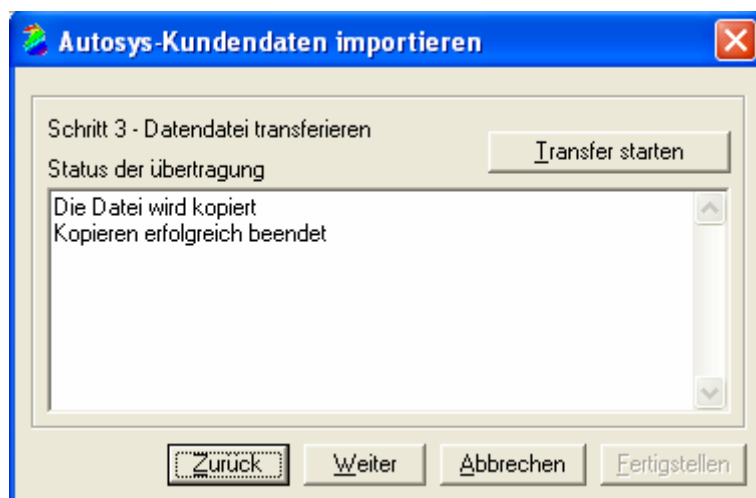 Autosys-Kundendaten importieren
Schritt 3 - Datendatei transferieren
Transfer starten
Status der übertragung
Die Datei wird kopiert
Kopieren erfolgreich beendet
Zurück Weiter Abbrechen Fertigstellen